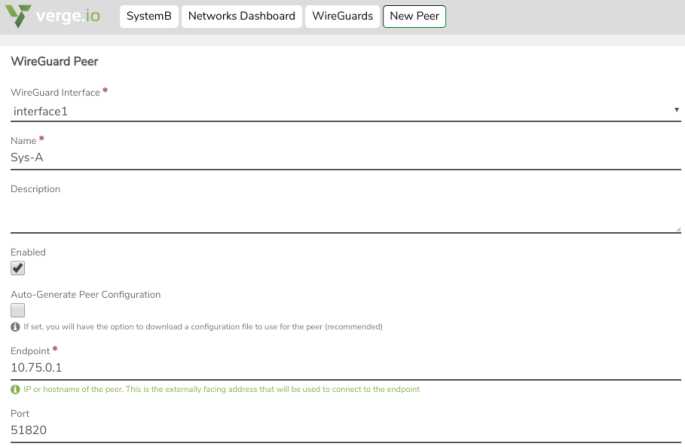 verge.io SystemB Networks Dashboard WireGuards New Peer
WireGuard Peer
WireGuard Interface *
interface1
Name *
Sys-A
Description
Enabled
Auto-Generate Peer Configuration
If set, you will have the option to download a configuration file to use for the peer (recommended)
Endpoint *
10.75.0.1
IP or hostname of the peer. This is the externally facing address that will be used to connect to the endpoint
Port
51820